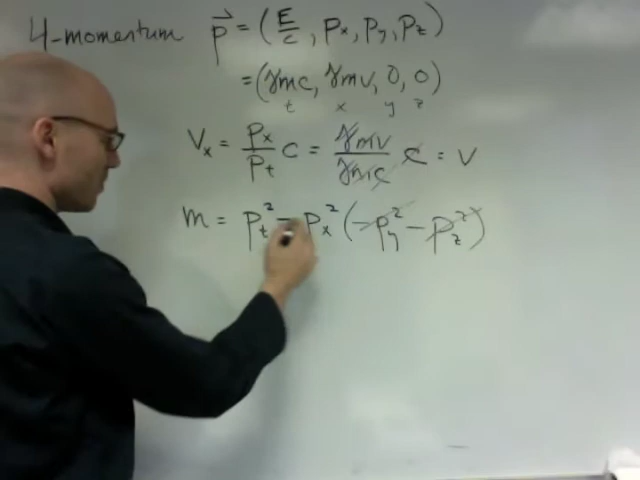 4-momentum p⃗ = (E/c, Px, Py, Pz)
= (γmc, γmv, 0, 0)
t x y z
Vx = Px/Pt c = γmv/γmc c = v
m = Pt² - Px² (-Py² - Pz²)